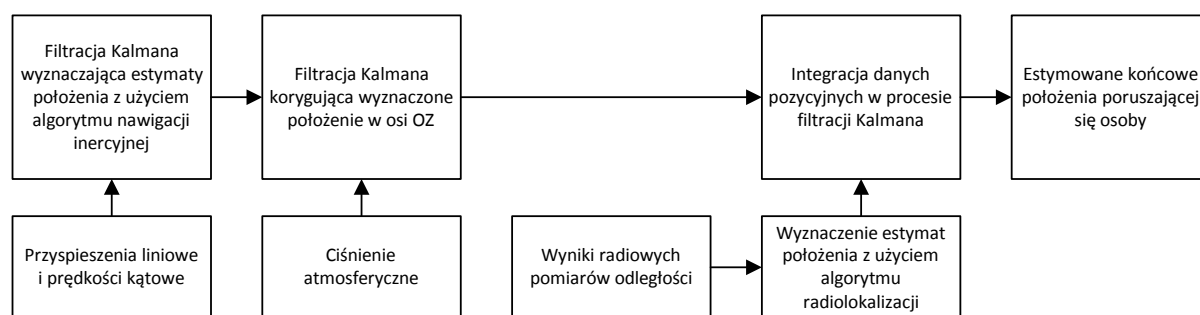 Filtracja Kalmana
wyznaczająca estymaty
położenia z użyciem
algorytmu nawigacji
inercyjnej
Filtracja Kalmana
korygująca wyznaczone
położenie w osi OZ
Integracja danych
pozycyjnych w procesie
filtracji Kalmana
Estymowane końcowe
położenia poruszającej
się osoby
Przyspieszenia liniowe
i prędkości kątowe
Ciśnienie
atmosferyczne
Wyniki radiowych
pomiarów odległości
Wyznaczenie estymat
położenia z użyciem
algorytmu
radiolokalizacji